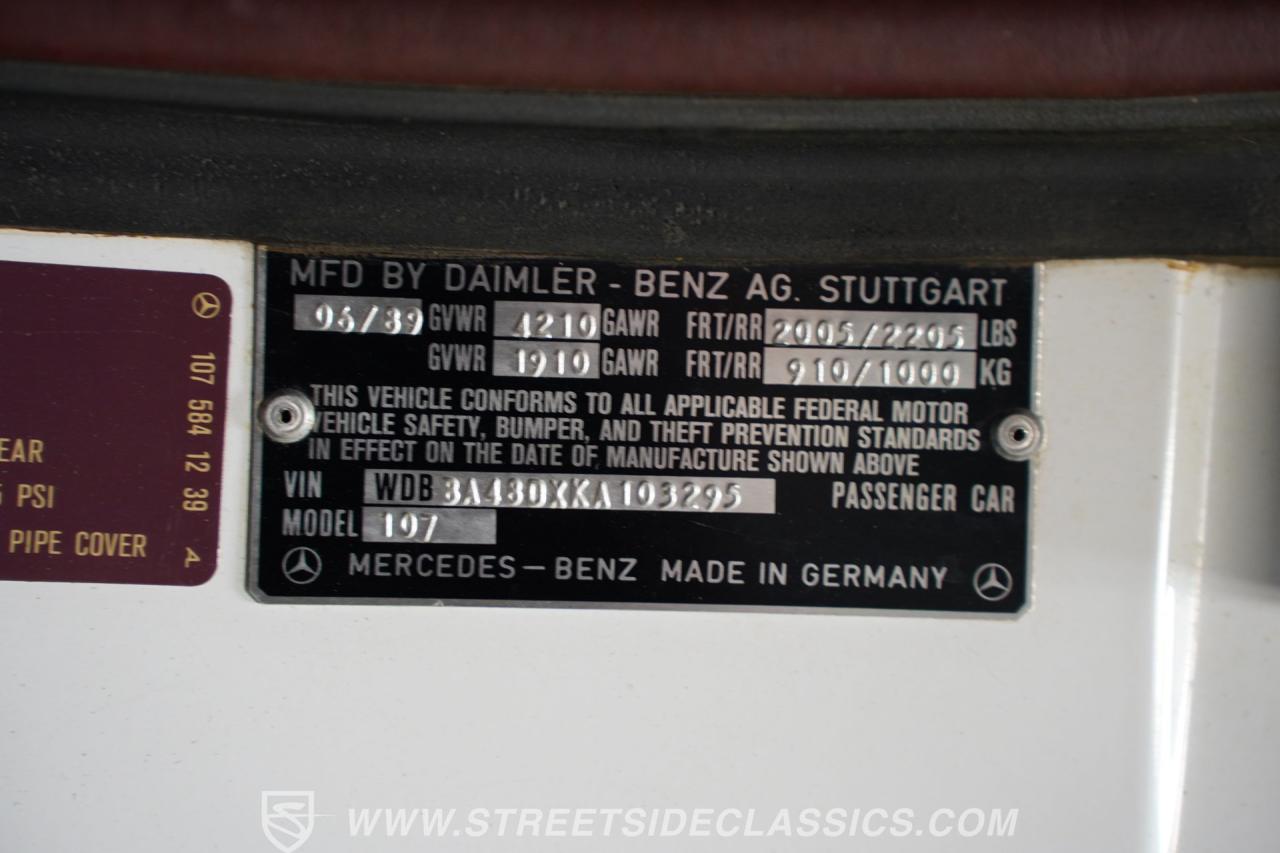 MFD BY DAIMLER - BENZ AG. STUTTGART
06/89 GVWR 4210 GAWR FRT/RR 2005/2205 LBS
GVWR 1910 GAWR FRT/RR 910/1000 KG
THIS VEHICLE CONFORMS TO ALL APPLICABLE FEDERAL MOTOR
VEHICLE SAFETY, BUMPER, AND THEFT PREVENTION STANDARDS
IN EFFECT ON THE DATE OF MANUFACTURE SHOWN ABOVE
VIN WDB BA48DXKA103295 PASSENGER CAR
MODEL 107
MERCEDES - BENZ MADE IN GERMANY
107 584 12 39 A
EAR
PSI
PIPE COVER
WWW.STREETSIDECLASSICS.COM